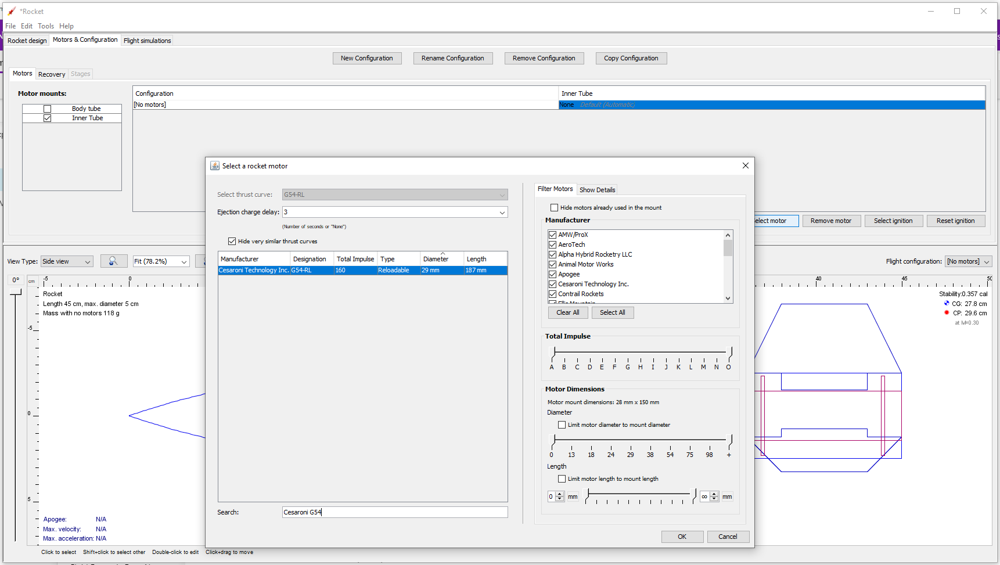 *Rocket
File Edit Tools Help
Rocket design Motors & Configuration Flight simulations
New Configuration Rename Configuration Remove Configuration Copy Configuration
Motors Recovery Stages
Motor mounts:
Body tube
Inner Tube
Configuration Inner Tube
[No motors] None Default (Automatic)
Select a rocket motor
Select thrust curve: G54-RL
Ejection charge delay: 3
(Number of seconds or "None")
Hide very similar thrust curves
Manufacturer Designation Total Impulse Type Diameter Length
Cesaroni Technology Inc. G54-RL 160 Reloadable 29 mm 187 mm
Search: Cesaroni G54
Filter Motors Show Details
Hide motors already used in the mount
Manufacturer
AMW/ProX
AeroTech
Alpha Hybrid Rocketry LLC
Animal Motor Works
Apogee
Cesaroni Technology Inc.
Contrail Rockets
Clear All Select All
Total Impulse
A B C D E F G H I J K L M N O
Motor Dimensions
Motor mount dimensions: 28 mm x 150 mm
Diameter
Limit motor diameter to mount diameter
0 13 18 24 29 38 54 75 98 +
Length
Limit motor length to mount length
0 mm ∞ mm
OK Cancel
elect motor Remove motor Select ignition Reset ignition
View Type: Side view Fit (78.2%)
Flight configuration: [No motors]
0° cm -5 0 40 45 50
-5
0
5
Rocket
Length 45 cm, max. diameter 5 cm
Mass with no motors 118 g
Stability:0.357 cal
CG: 27.8 cm
CP: 29.6 cm
at M=0.30
Apogee: N/A
Max. velocity: N/A
Max. acceleration: N/A
Click to select Shift+click to select other Double-click to edit Click+drag to move